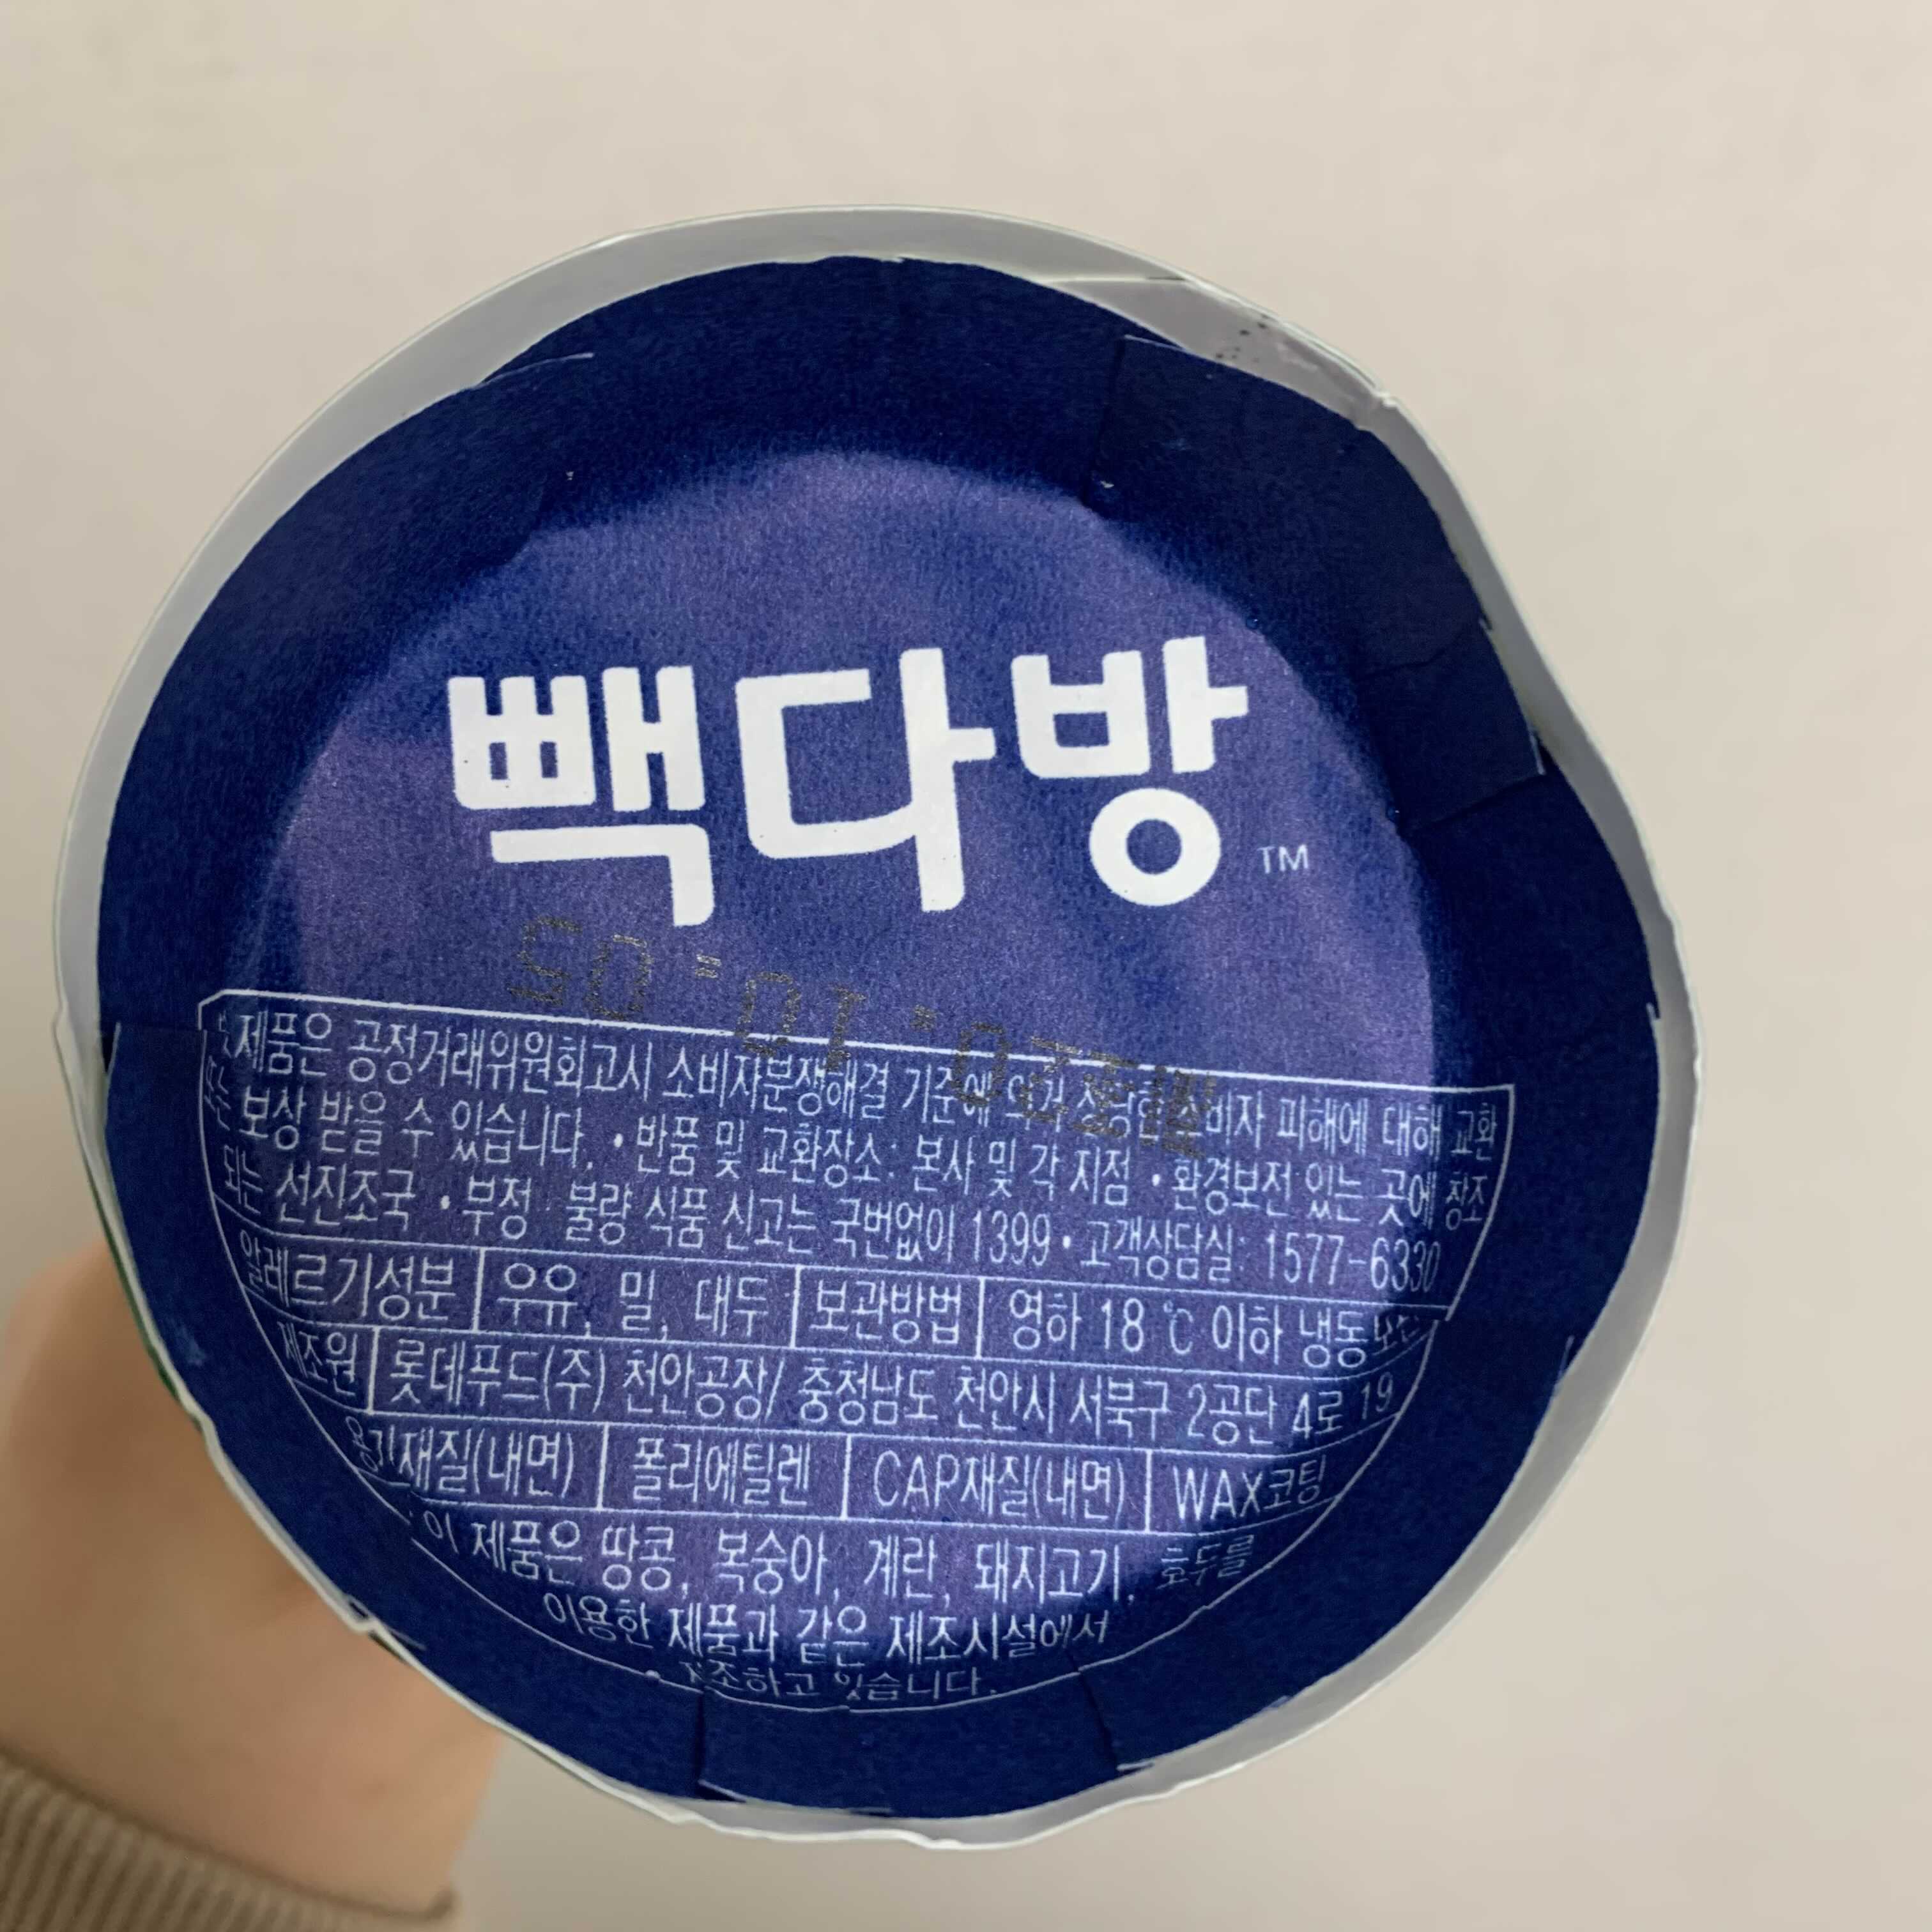 빽다방
TM
제품은 공정거래위원회고시 소비자분쟁해결 기준에 의거 소비자 피해에 대해 교환
또는 보상 받을 수 있습니다. •반품 및 교환장소: 본사 및 각 지점 •환경보전 있는 곳에 창조
되는 선진조국 •부정·불량 식품 신고는 국번없이 1399•고객상담실: 1577-6330
알레르기성분 우유, 밀, 대두 보관방법 영하 18℃ 이하 냉동보관
제조원 롯데푸드(주) 천안공장/ 충청남도 천안시 서북구 2공단 4로 19
용기재질(내면) 폴리에틸렌 CAP재질(내면) WAX코팅
• 이 제품은 땅콩, 복숭아, 계란, 돼지고기, 호두를
이용한 제품과 같은 제조시설에서
제조하고 있습니다.